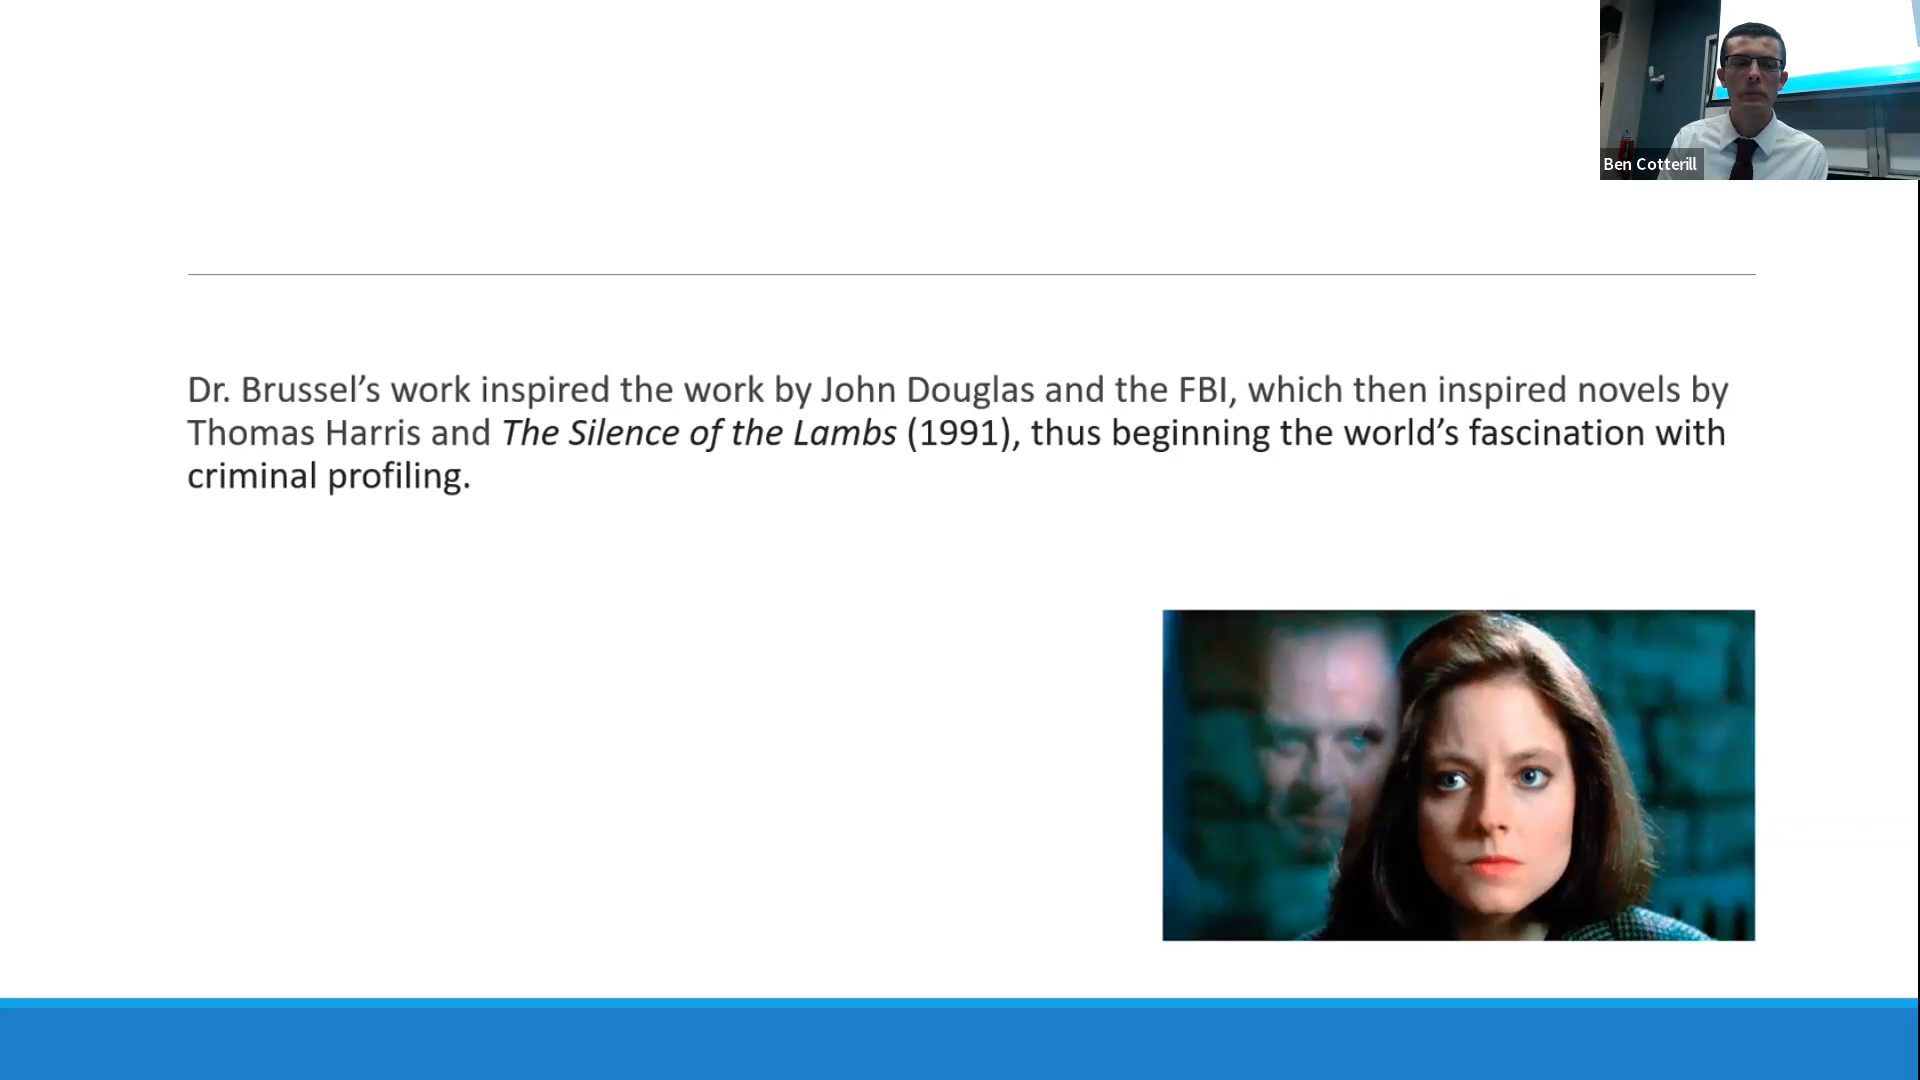 Ben Cotterill
Dr. Brussel’s work inspired the work by John Douglas and the FBI, which then inspired novels by
Thomas Harris and The Silence of the Lambs (1991), thus beginning the world’s fascination with
criminal profiling.